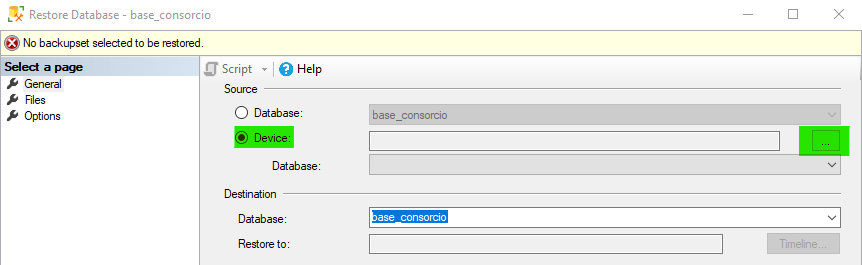 Restore Database - base_consorcio
No backupset selected to be restored.
Select a page
General
Files
Options
Script
Help
Source
Database:
base_consorcio
Device:
...
Database:
Destination
Database:
base_consorcio
Restore to:
Timeline...